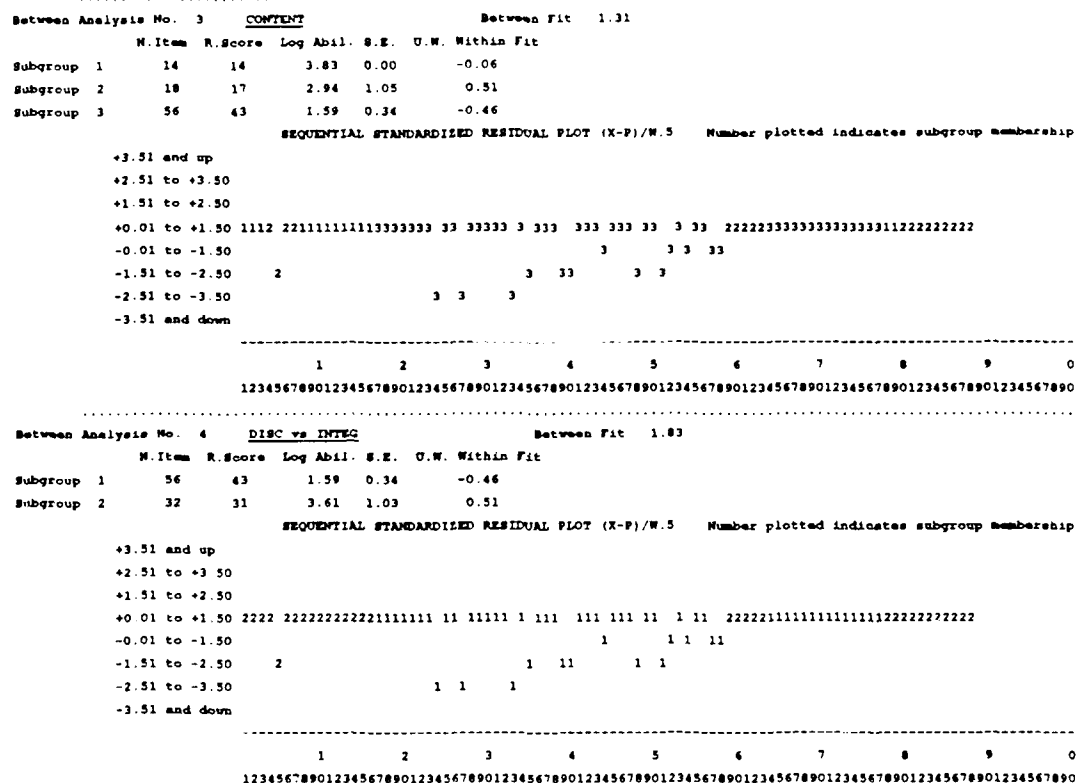 Between Analysis No. 3 CONTENT Between Fit 1.31
N.Item R.Score Log Abil. S.E. U.W. Within Fit
Subgroup 1 14 14 3.83 0.00 -0.06
Subgroup 2 18 17 2.94 1.05 0.51
Subgroup 3 56 43 1.59 0.34 -0.46
SEQUENTIAL STANDARDIZED RESIDUAL PLOT (X-P)/W.5 Number plotted indicates subgroup membership
+3.51 and up
+2.51 to +3.50
+1.51 to +2.50
+0.01 to +1.50 1112 221111111113333333 33 33333 3 333 333 333 33 3 33 222223333333333333311222222222
-0.01 to -1.50 3 3 3 33
-1.51 to -2.50 2 3 33 3 3
-2.51 to -3.50 3 3 3
-3.51 and down
1 2 3 4 5 6 7 8 9 0
1234567890123456789012345678901234567890123456789012345678901234567890123456789012345678901234567890
Between Analysis No. 4 DISC vs INTEG Between Fit 1.83
N.Item R.Score Log Abil. S.E. U.W. Within Fit
Subgroup 1 56 43 1.59 0.34 -0.46
Subgroup 2 32 31 3.61 1.03 0.51
SEQUENTIAL STANDARDIZED RESIDUAL PLOT (X-P)/W.5 Number plotted indicates subgroup membership
+3.51 and up
+2.51 to +3 50
+1.51 to +2.50
+0.01 to +1.50 2222 222222222221111111 11 11111 1 111 111 111 11 1 11 222221111111111111122222222222
-0.01 to -1.50 1 1 1 11
-1.51 to -2.50 2 1 11 1 1
-2.51 to -3.50 1 1 1
-3.51 and down
1 2 3 4 5 6 7 8 9 0
1234567890123456789012345678901234567890123456789012345678901234567890123456789012345678901234567890